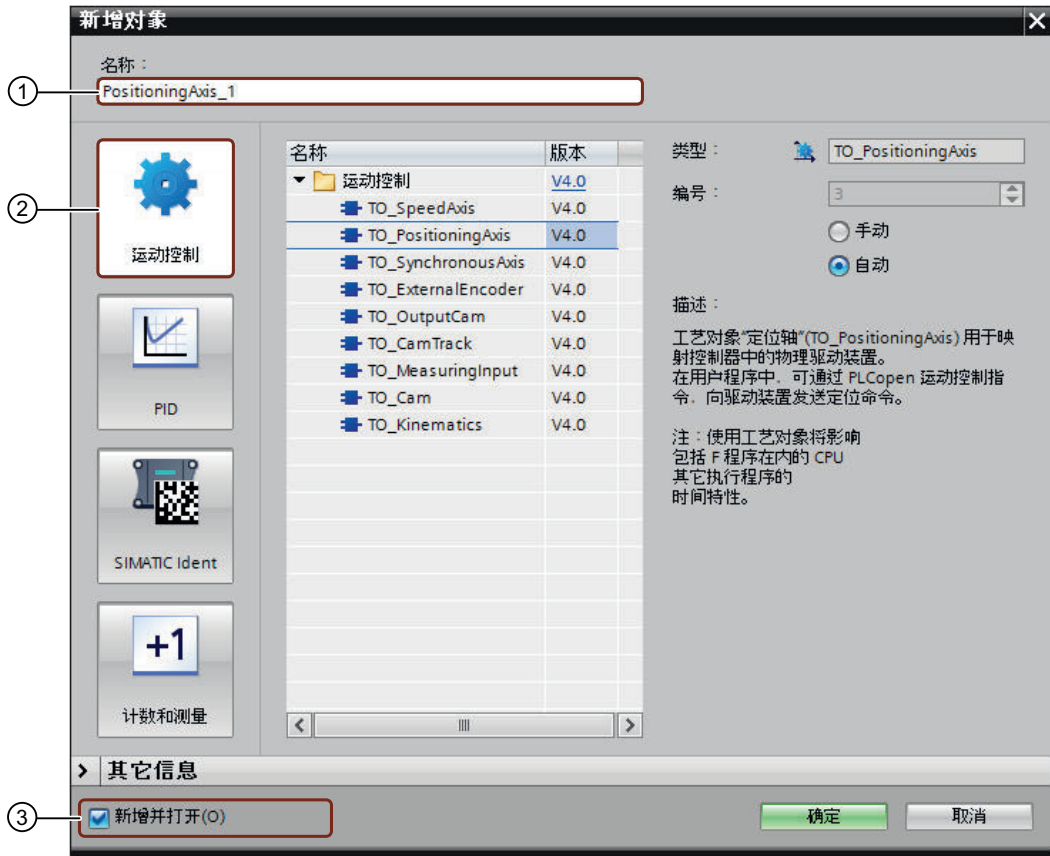 新增对象
名称：
①
PositioningAxis_1
②
运动控制
PID
SIMATIC Ident
+1
计数和测量
名称 版本
运动控制 V4.0
TO_SpeedAxis V4.0
TO_PositioningAxis V4.0
TO_SynchronousAxis V4.0
TO_ExternalEncoder V4.0
TO_OutputCam V4.0
TO_CamTrack V4.0
TO_MeasuringInput V4.0
TO_Cam V4.0
TO_Kinematics V4.0
类型： TO_PositioningAxis
编号： 3
手动
自动
描述：
工艺对象“定位轴”(TO_PositioningAxis) 用于映
射控制器中的物理驱动装置。
在用户程序中，可通过 PLCopen 运动控制指
令，向驱动装置发送定位命令。
注：使用工艺对象将影响
包括 F 程序在内的 CPU
其它执行程序的
时间特性。
其它信息
③
新增并打开(O)
确定 取消